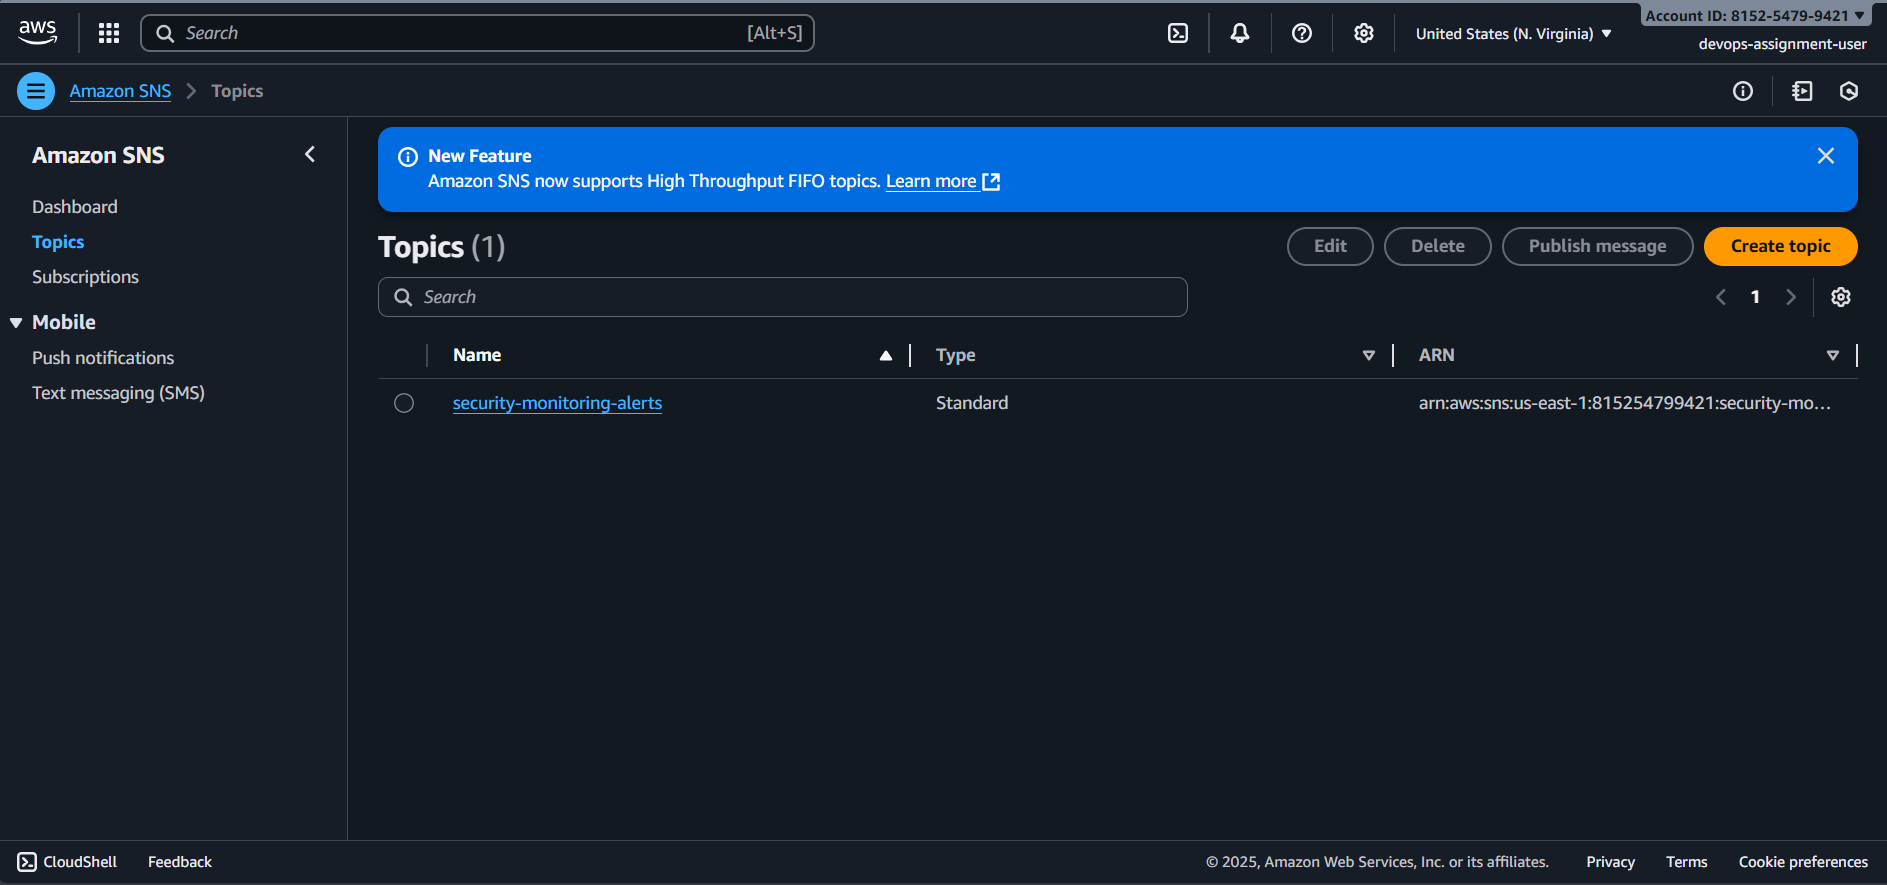 aws
Search [Alt+S]
United States (N. Virginia)
Account ID: 8152-5479-9421
devops-assignment-user
Amazon SNS Topics
Amazon SNS
Dashboard
Topics
Subscriptions
Mobile
Push notifications
Text messaging (SMS)
New Feature
Amazon SNS now supports High Throughput FIFO topics. Learn more
Topics (1)
Edit Delete Publish message Create topic
Search
1
Name Type ARN
security-monitoring-alerts Standard arn:aws:sns:us-east-1:815254799421:security-mo...
CloudShell Feedback © 2025, Amazon Web Services, Inc. or its affiliates. Privacy Terms Cookie preferences